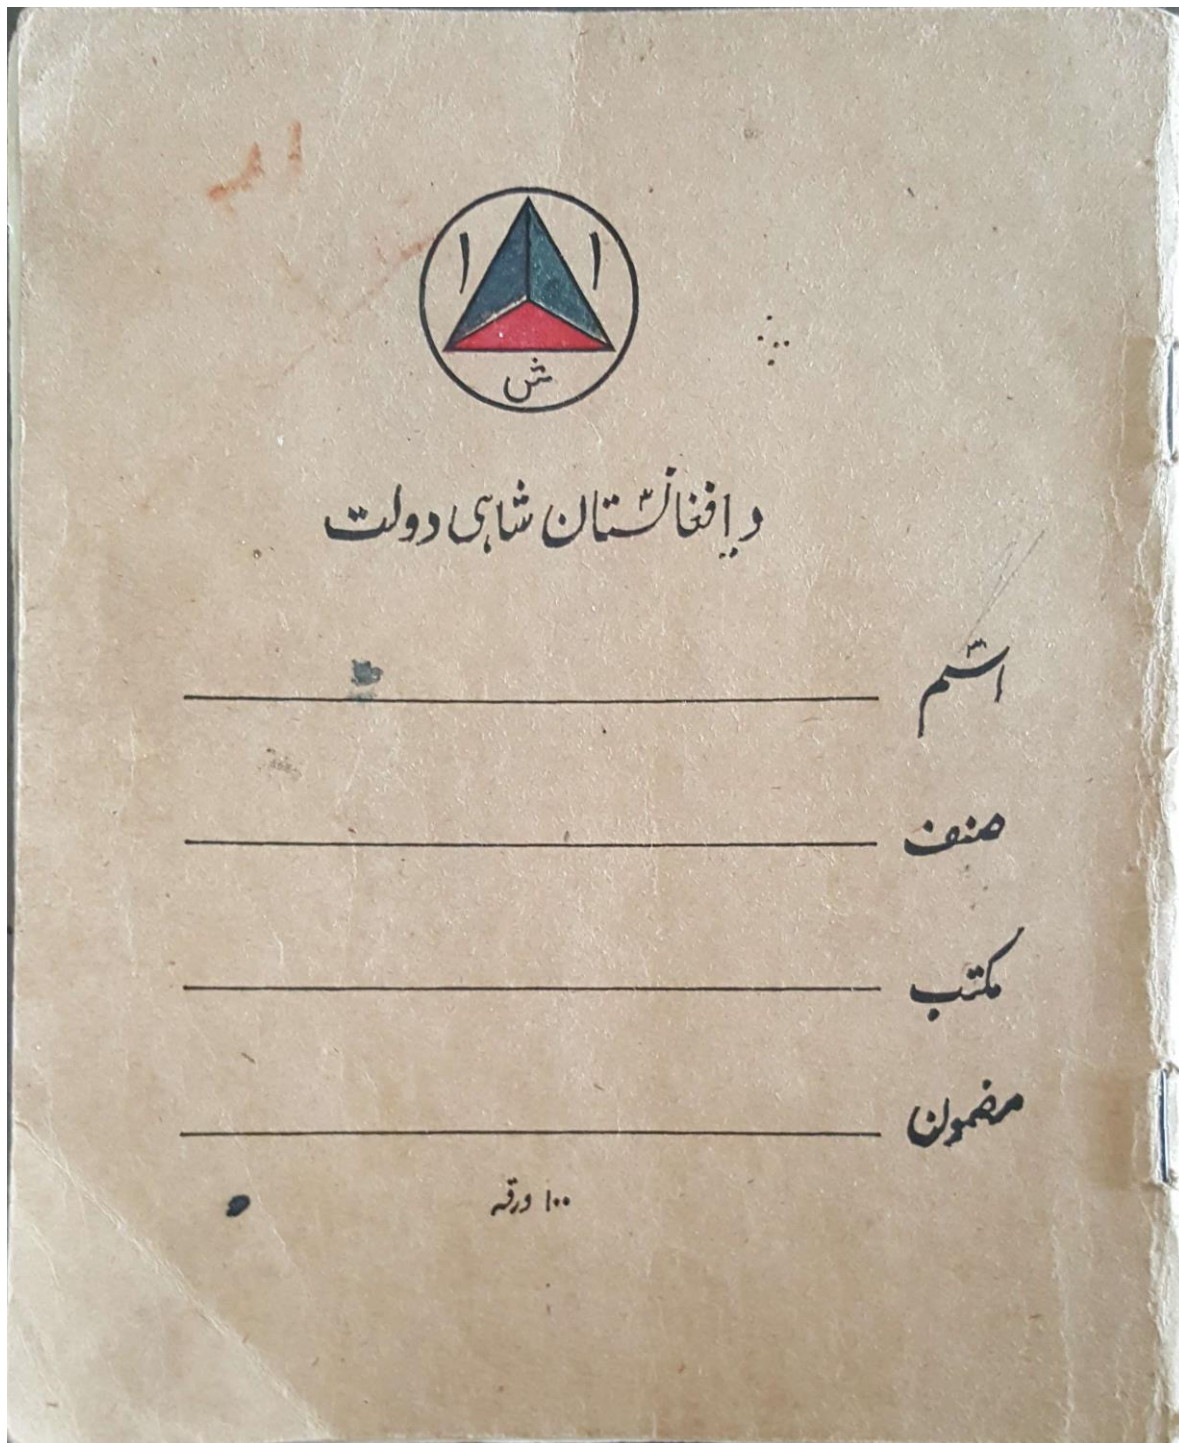 ا ا
ش
د افغانستان شاهی دولت
اسم
صنف
مکتب
مضمون
۱۰۰ ورقه